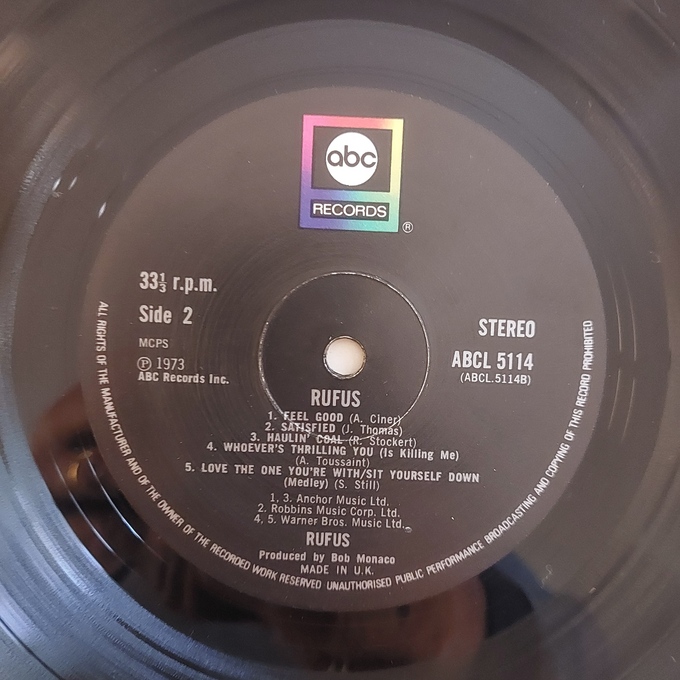 abc
RECORDS
®
33⅓ r.p.m.
Side 2
MCPS
Ⓟ 1973
ABC Records Inc.
STEREO
ABCL 5114
(ABCL.5114B)
RUFUS
1. FEEL GOOD (A. Ciner)
2. SATISFIED (J. Thomas)
3. HAULIN' COAL (R. Stockert)
4. WHOEVER'S THRILLING YOU (Is Killing Me)
(A. Toussaint)
5. LOVE THE ONE YOU'RE WITH/SIT YOURSELF DOWN
(Medley) (S. Still)
1, 3. Anchor Music Ltd.
2. Robbins Music Corp. Ltd.
4, 5. Warner Bros. Music Ltd.
RUFUS
Produced by Bob Monaco
MADE IN U.K.
ALL RIGHTS OF THE MANUFACTURER AND OF THE OWNER OF THE RECORDED WORK RESERVED UNAUTHORISED PUBLIC PERFORMANCE BROADCASTING AND COPYING OF THIS RECORD PROHIBITED